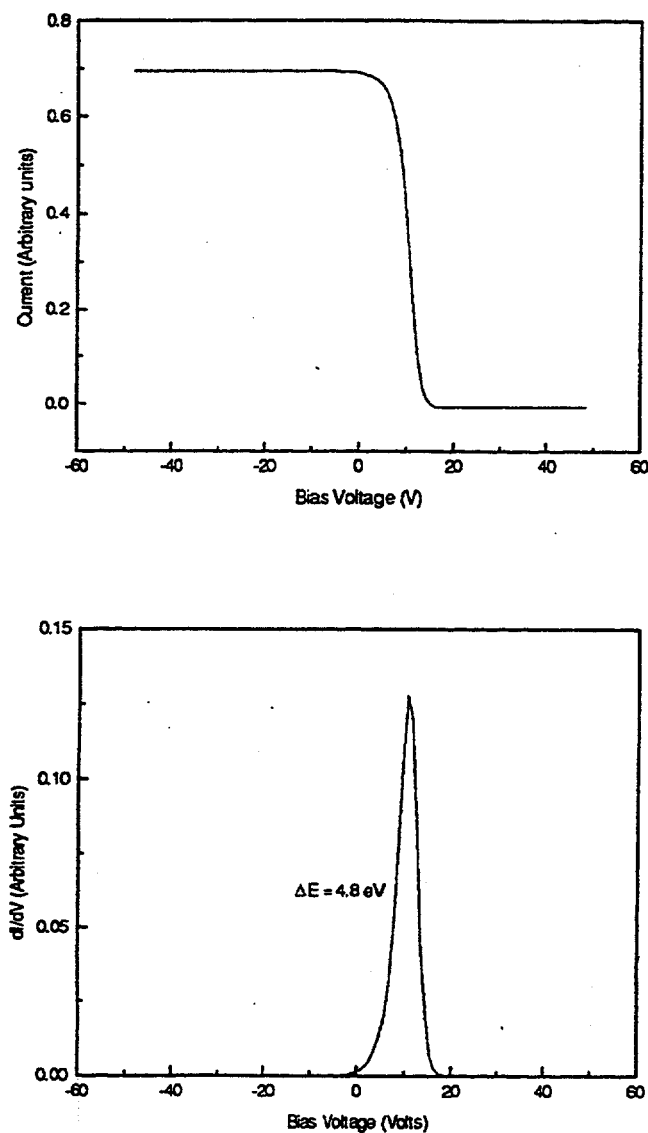 0.8
0.6
0.4
0.2
0.0
Current (Arbitrary units)
-60 -40 -20 0 20 40 60
Bias Voltage (V)
0.15
0.10
0.05
0.00
dI/dV (Arbitrary Units)
ΔE = 4.8 eV
-60 -40 -20 0 20 40 60
Bias Voltage (Volts)